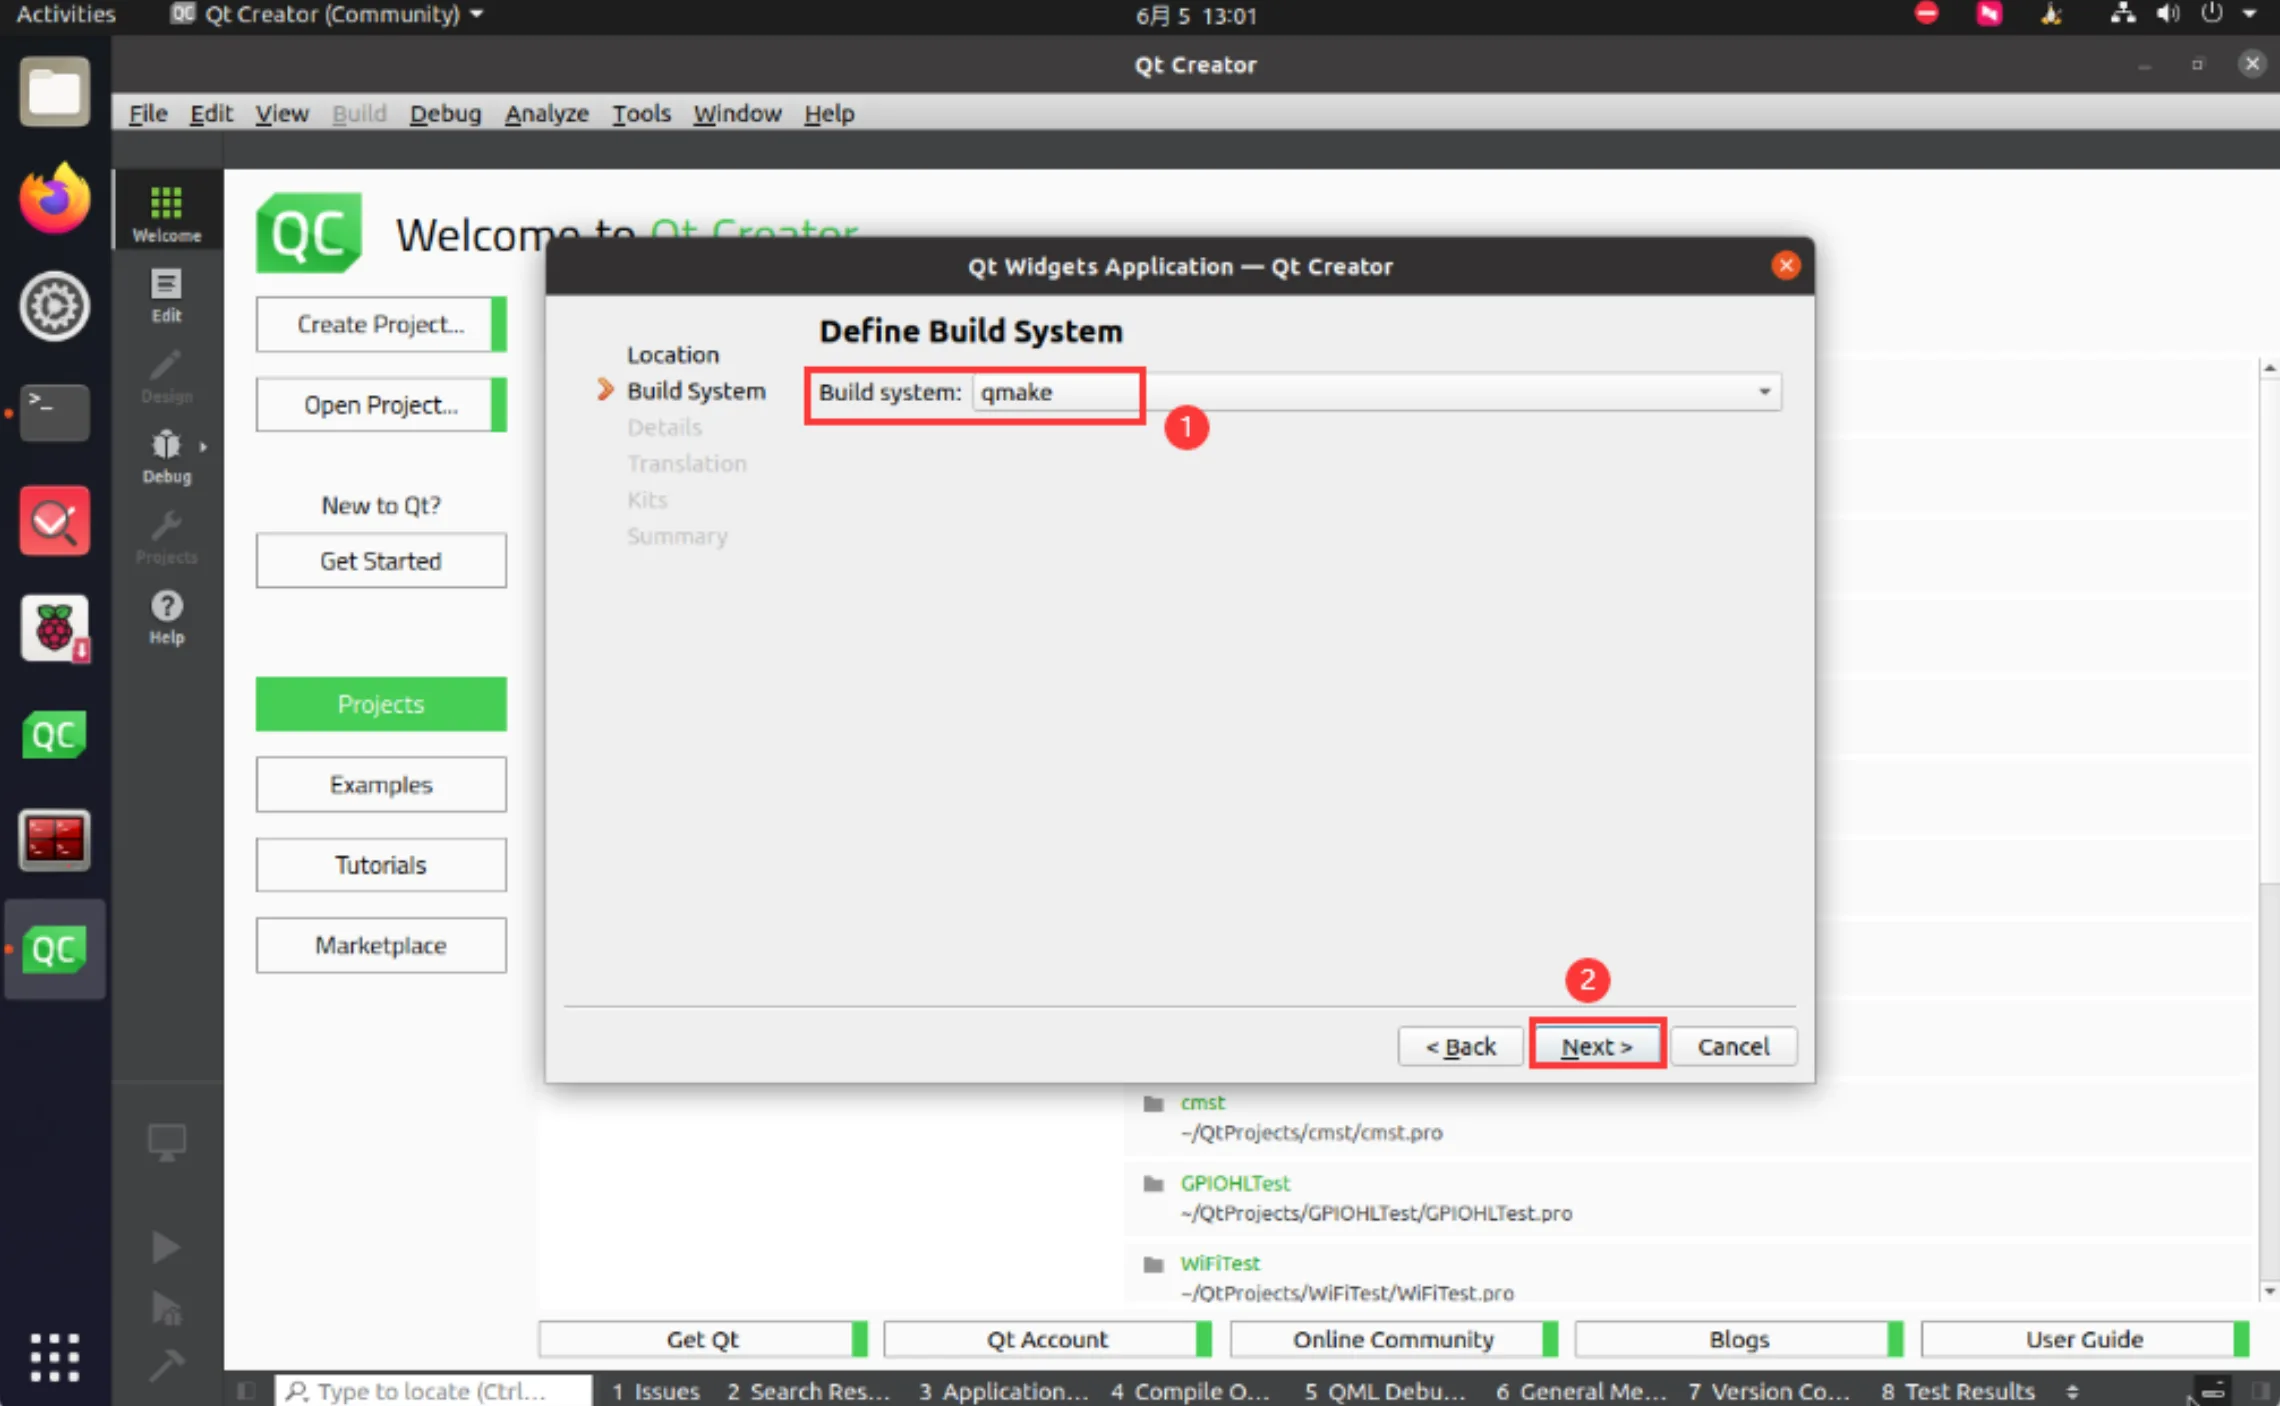 Activities
QC Qt Creator (Community)
6月 5 13:01
Qt Creator
File Edit View Build Debug Analyze Tools Window Help
Welcome
Edit
Design
Debug
Projects
Help
QC
Welcome to Qt Creator
Create Project...
Open Project...
New to Qt?
Get Started
Projects
Examples
Tutorials
Marketplace
Qt Widgets Application — Qt Creator
Location
Build System
Details
Translation
Kits
Summary
Define Build System
Build system: qmake
1
2
< Back
Next >
Cancel
cmst
~/QtProjects/cmst/cmst.pro
GPIOHLTest
~/QtProjects/GPIOHLTest/GPIOHLTest.pro
WiFiTest
~/QtProjects/WiFiTest/WiFiTest.pro
Get Qt
Qt Account
Online Community
Blogs
User Guide
Type to locate (Ctrl...
1 Issues
2 Search Res...
3 Application...
4 Compile O...
5 QML Debu...
6 General Me...
7 Version Co...
8 Test Results
>_
QC
QC